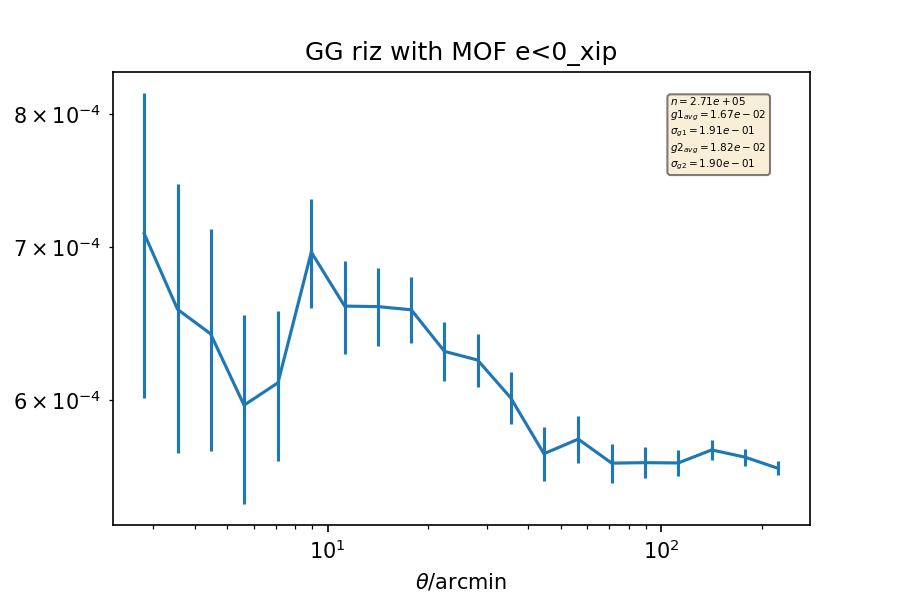 GG riz with MOF e<0_xip
8 × 10⁻⁴
7 × 10⁻⁴
6 × 10⁻⁴
n = 2.71e + 05
g1avg = 1.67e − 02
σg1 = 1.91e − 01
g2avg = 1.82e − 02
σg2 = 1.90e − 01
10¹ 10²
θ/arcmin